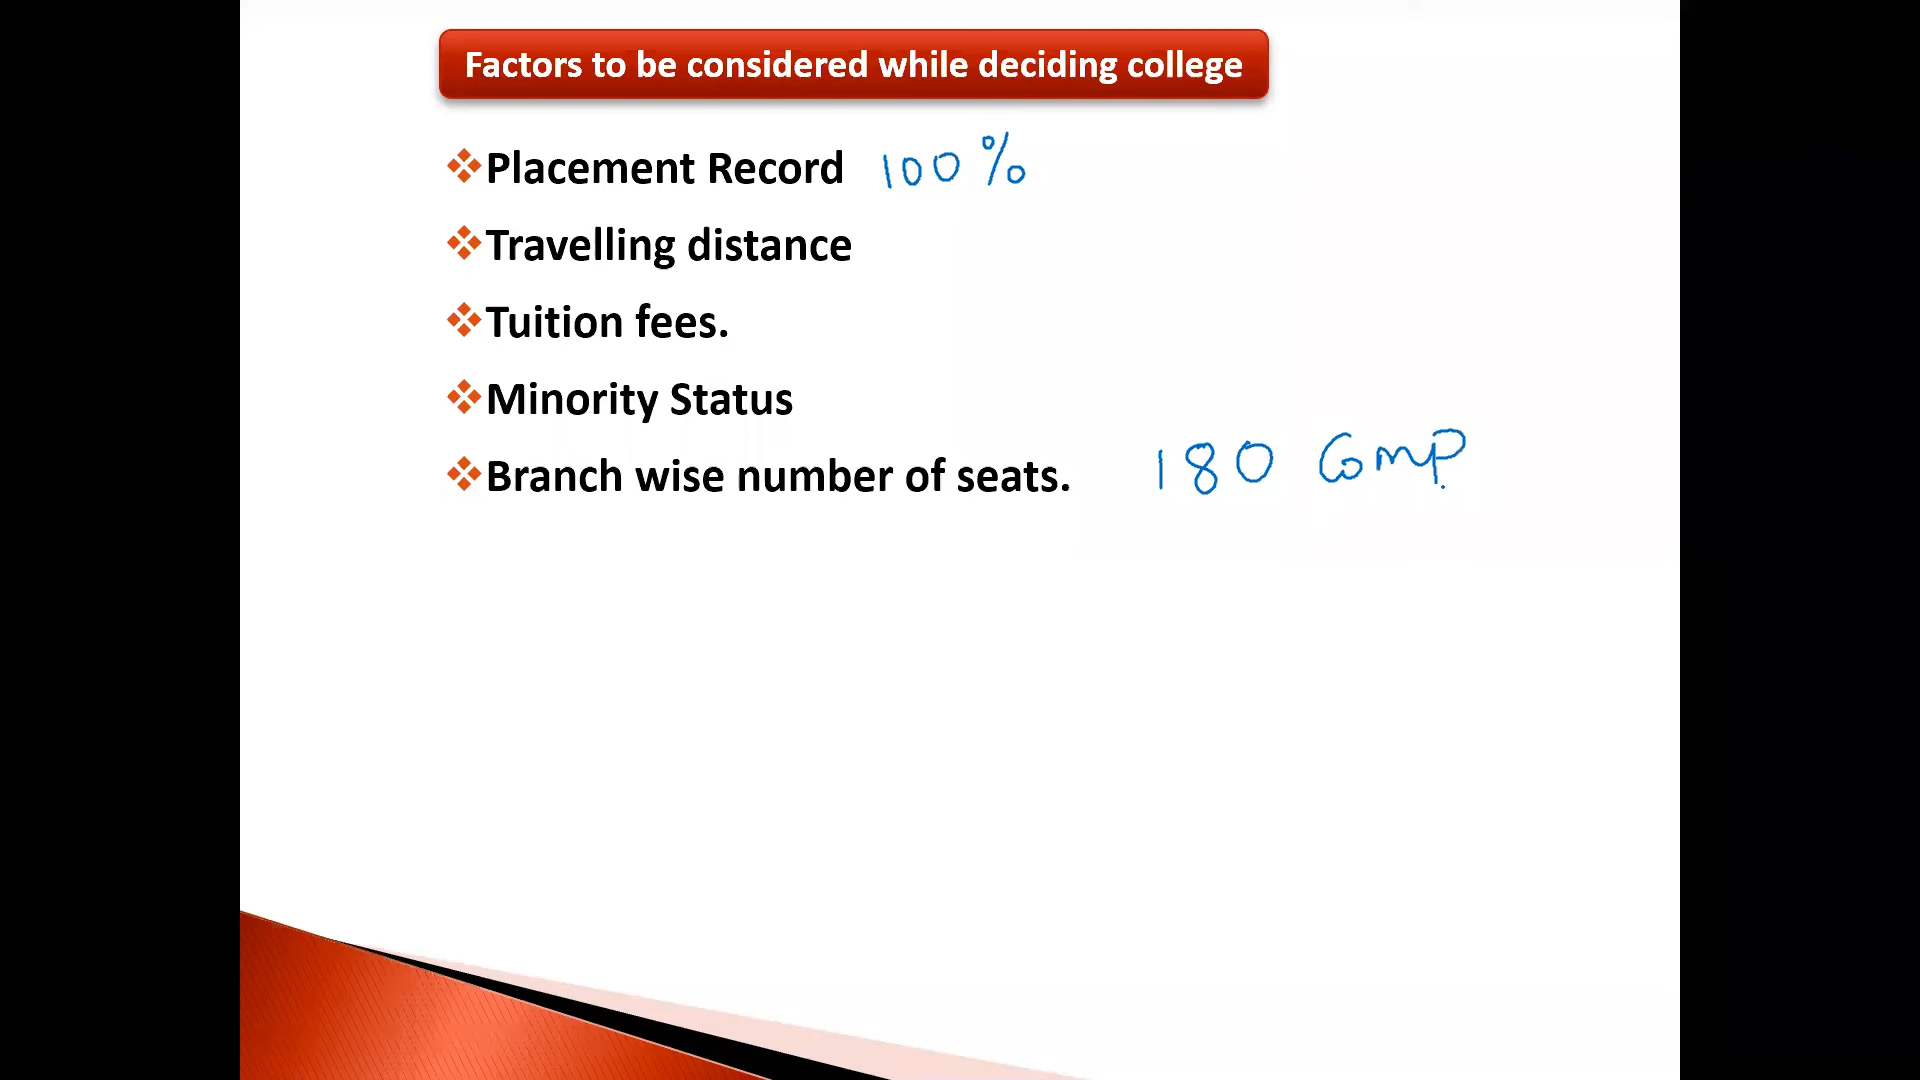 Factors to be considered while deciding college
❖Placement Record 100%
❖Travelling distance
❖Tuition fees.
❖Minority Status
❖Branch wise number of seats. 180 Comp.